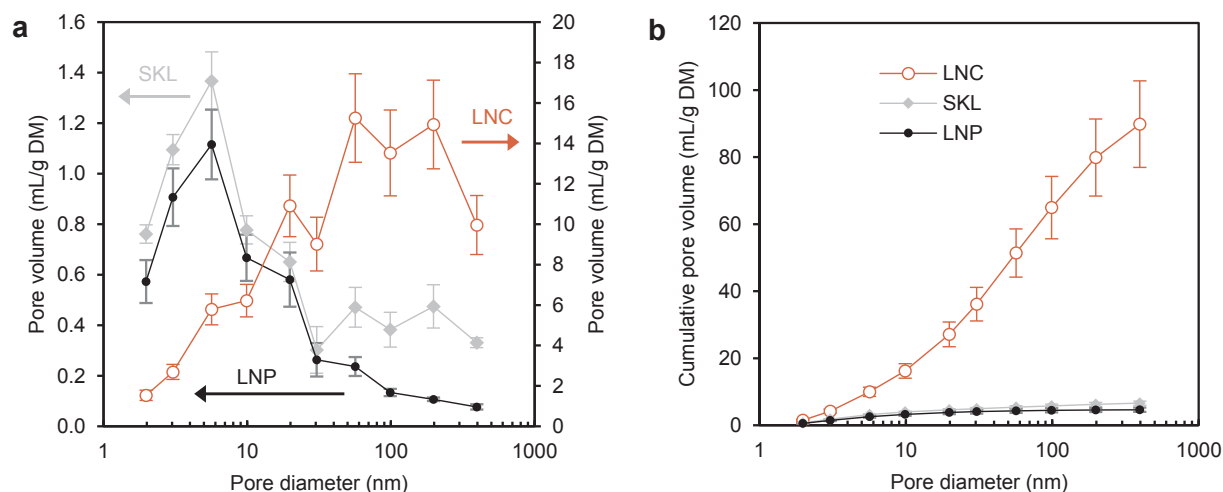 a
Pore volume (mL/g DM)
1.6
1.4
1.2
1.0
0.8
0.6
0.4
0.2
0.0
SKL
LNC
LNP
20
18
16
14
12
10
8
6
4
2
0
Pore volume (mL/g DM)
1 10 100 1000
Pore diameter (nm)
b
Cumulative pore volume (mL/g DM)
120
100
80
60
40
20
0
LNC
SKL
LNP
1 10 100 1000
Pore diameter (nm)